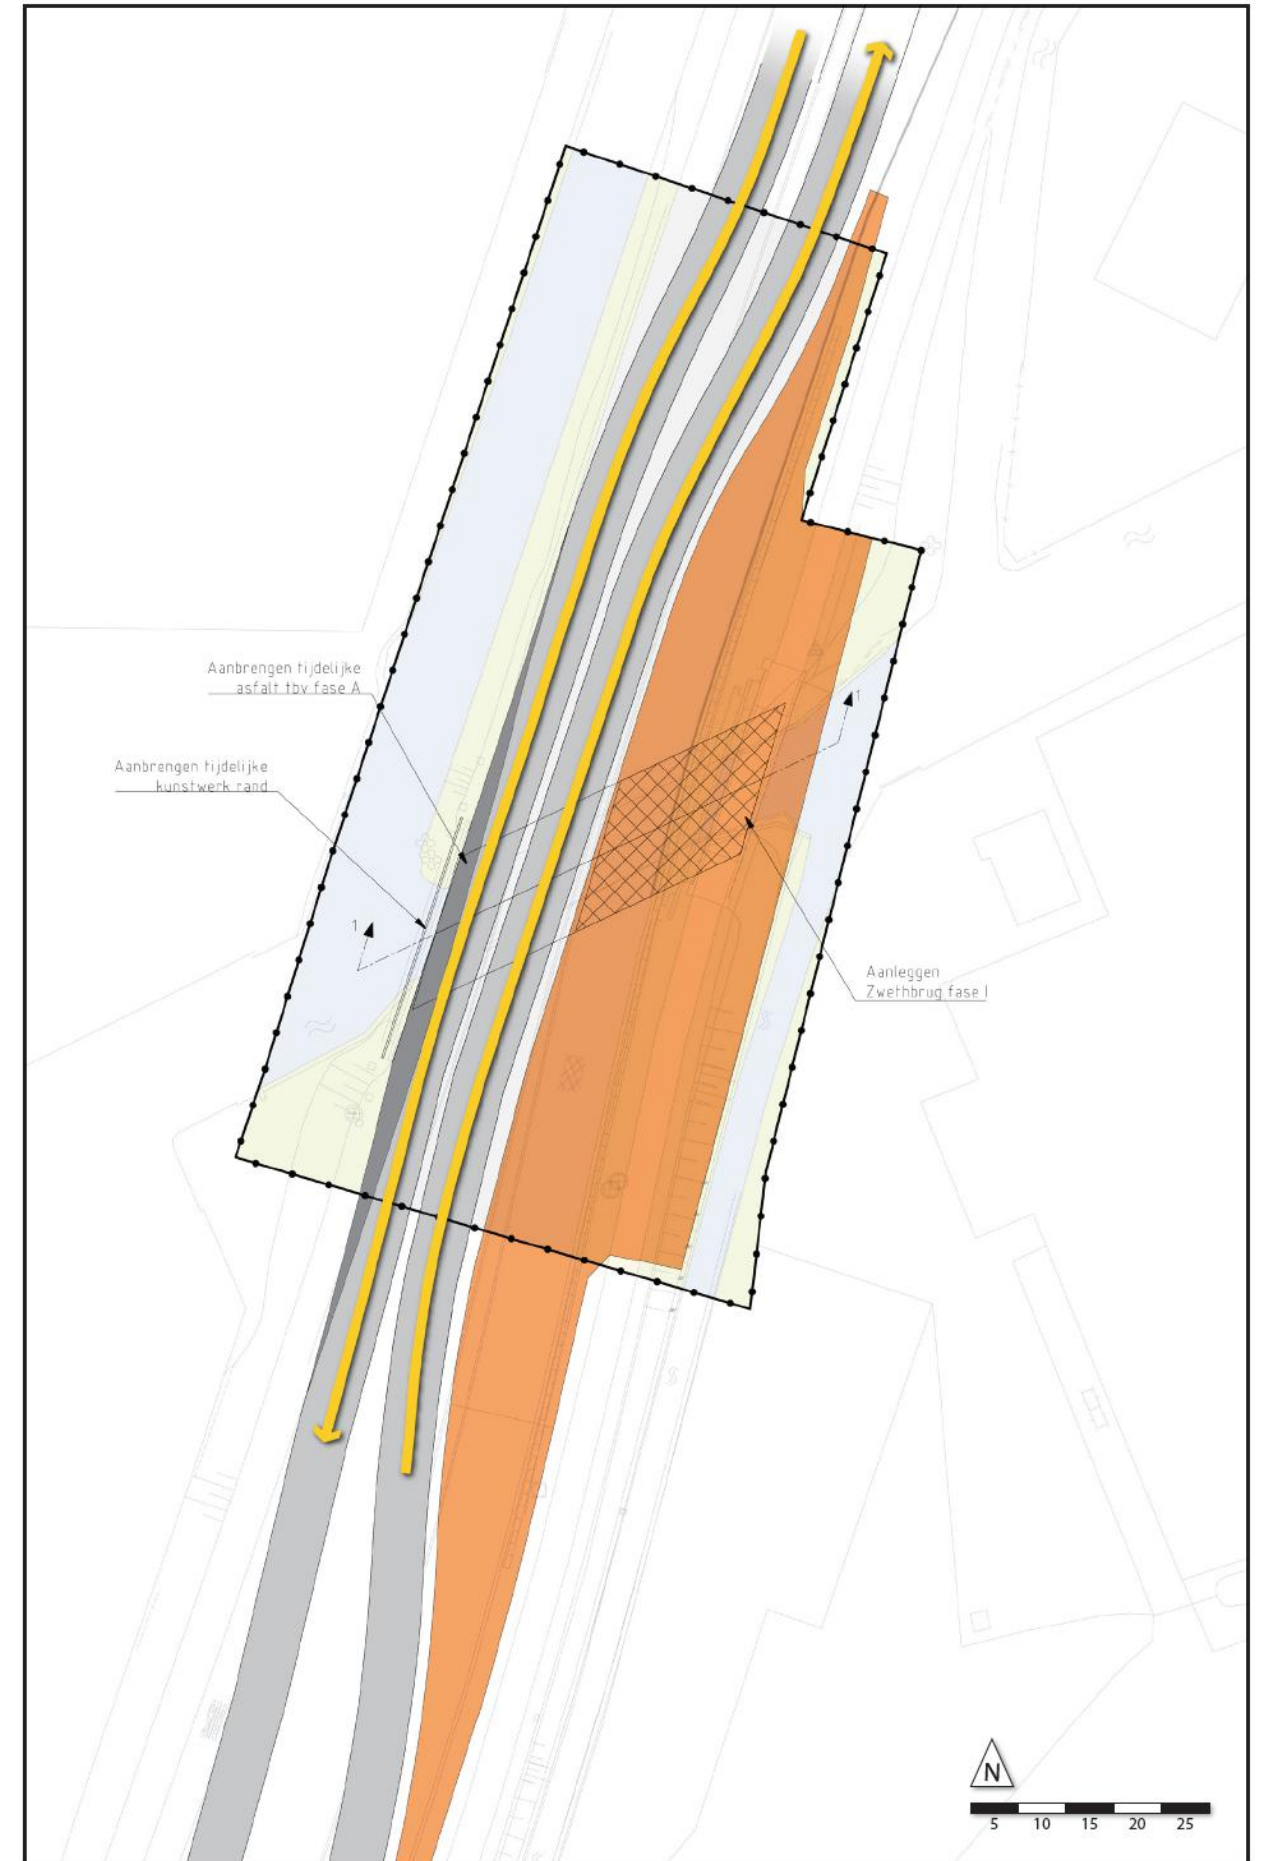 Aanbrengen tijdelijke
asfalt tbv fase A
Aanbrengen tijdelijke
kunstwerk rand
1
1
Aanleggen
Zwethbrug fase I
N
5 10 15 20 25